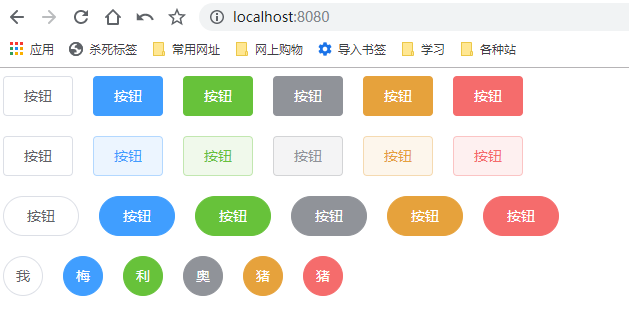 localhost:8080
应用 杀死标签 常用网址 网上购物 导入书签 学习 各种站
按钮 按钮 按钮 按钮 按钮 按钮
按钮 按钮 按钮 按钮 按钮 按钮
按钮 按钮 按钮 按钮 按钮 按钮
我 梅 利 奥 猪 猪